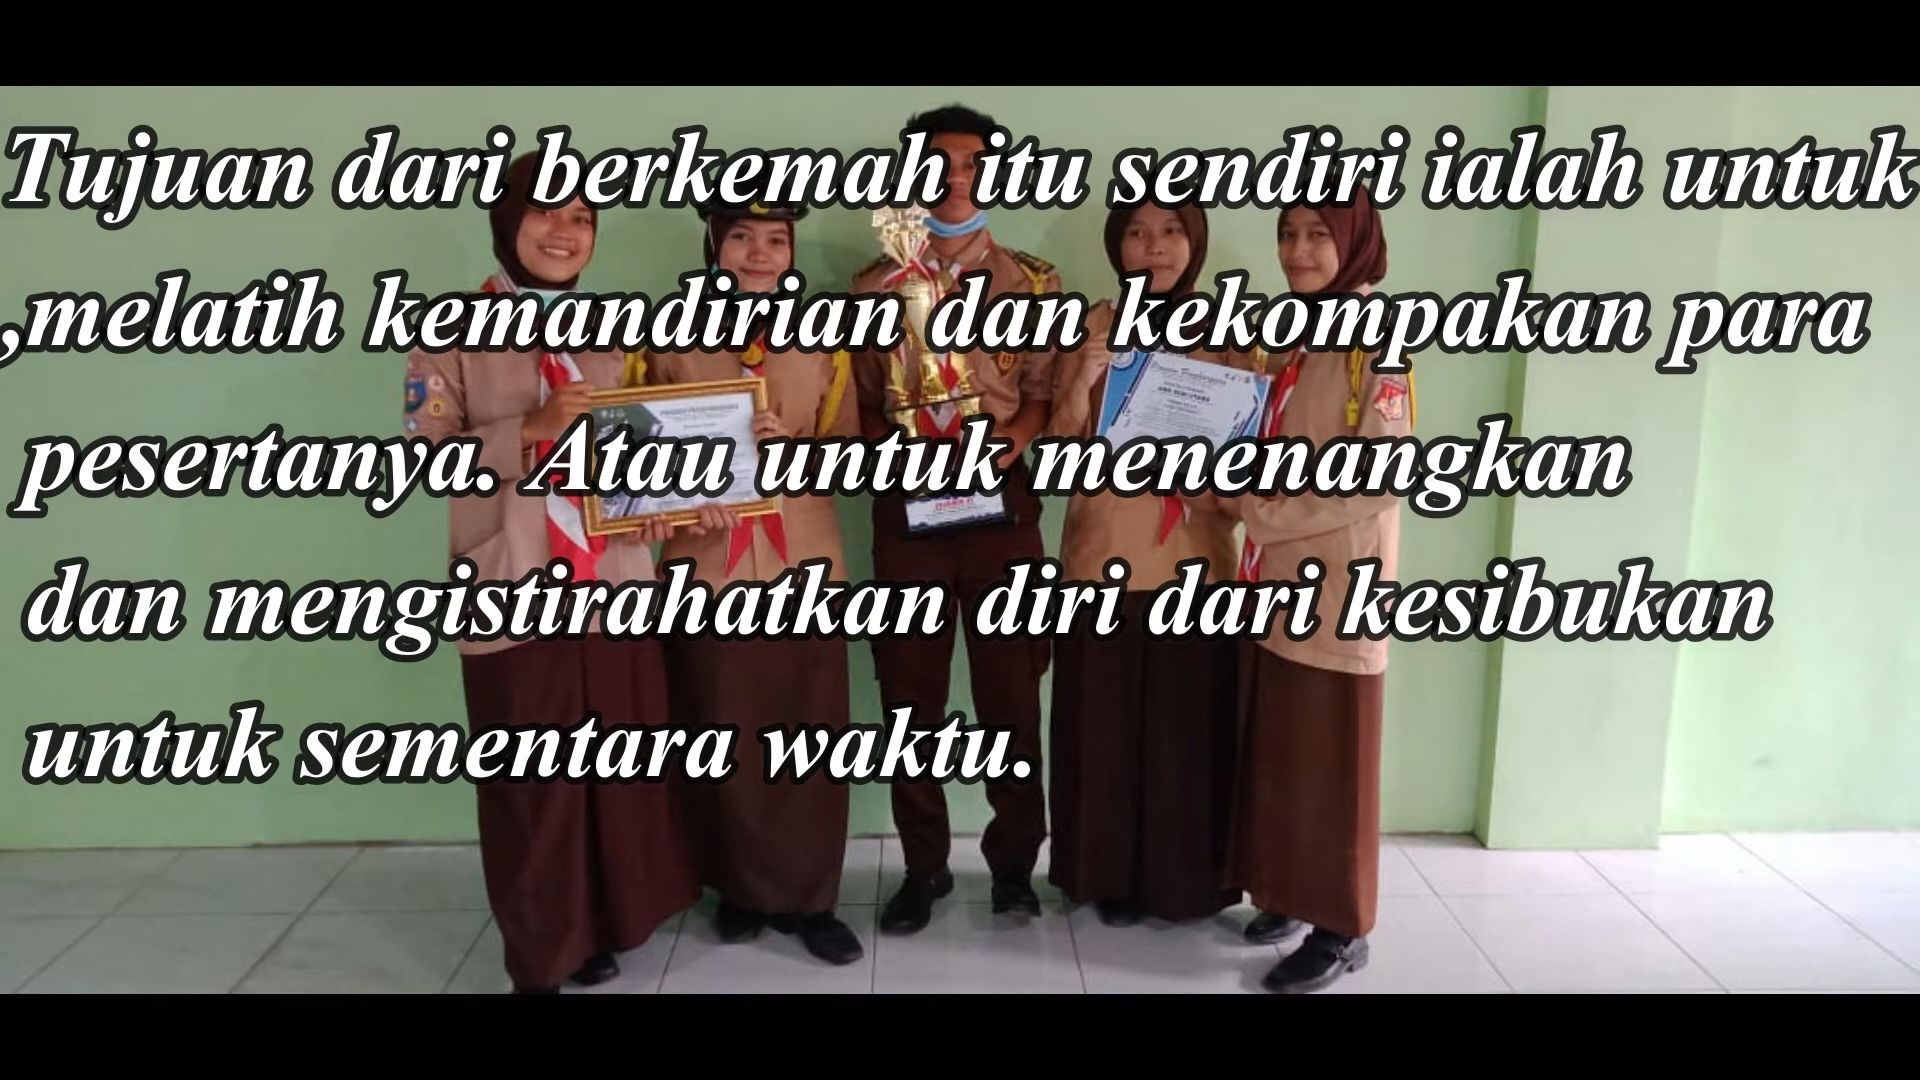 Tujuan dari berkemah itu sendiri ialah untuk
,melatih kemandirian dan kekompakan para
pesertanya. Atau untuk menenangkan
dan mengistirahatkan diri dari kesibukan
untuk sementara waktu.